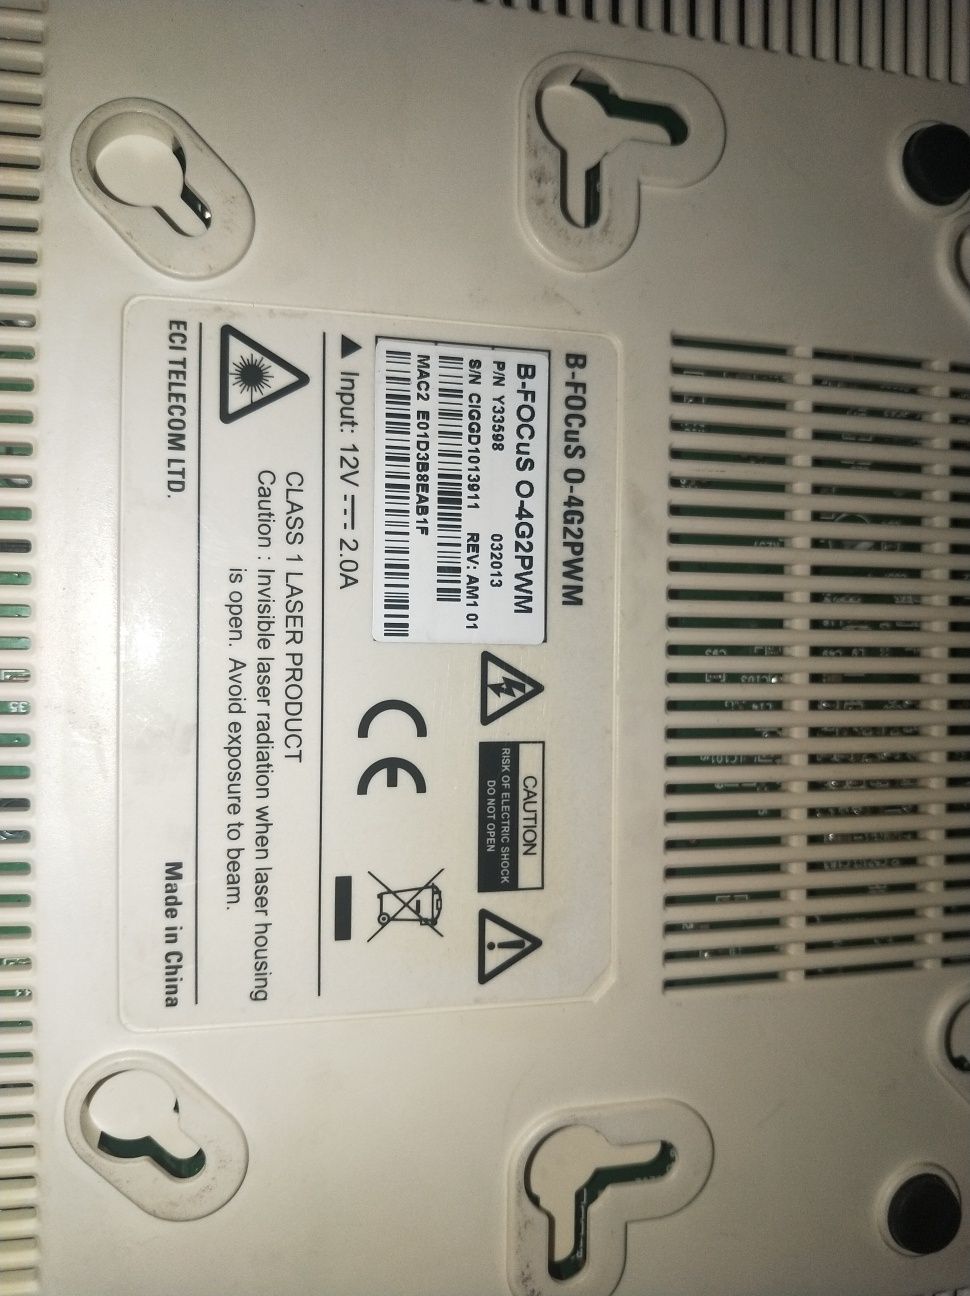 B-FOCuS O-4G2PWM
B-FOCuS O-4G2PWM
P/N Y33598 032013
S/N CIGGD1013911 REV: AM1 01
MAC2 E01D3B8EAB1F
CAUTION
RISK OF ELECTRIC SHOCK
DO NOT OPEN
CE
▲ Input: 12V ⎓ 2.0A
CLASS 1 LASER PRODUCT
Caution : Invisible laser radiation when laser housing
is open. Avoid exposure to beam.
ECI TELECOM LTD. Made in China